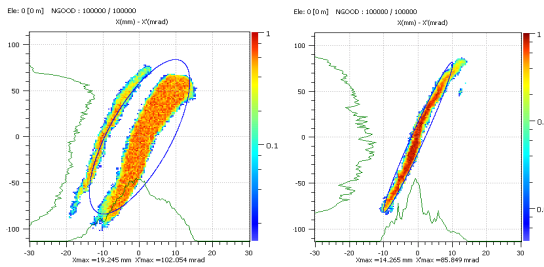 Ele: 0 [0 m] NGOOD : 100000 / 100000
X(mm) - X'(mrad)
100
50
0
-50
-100
-30 -20 -10 0 10 20 30
Xmax =19.245 mm X'max =102.054 mrad
1
0.1
Ele: 0 [0 m] NGOOD : 100000 / 100000
X(mm) - X'(mrad)
100
50
0
-50
-100
-30 -20 -10 0 10 20 30
Xmax =14.265 mm X'max =85.849 mrad
1